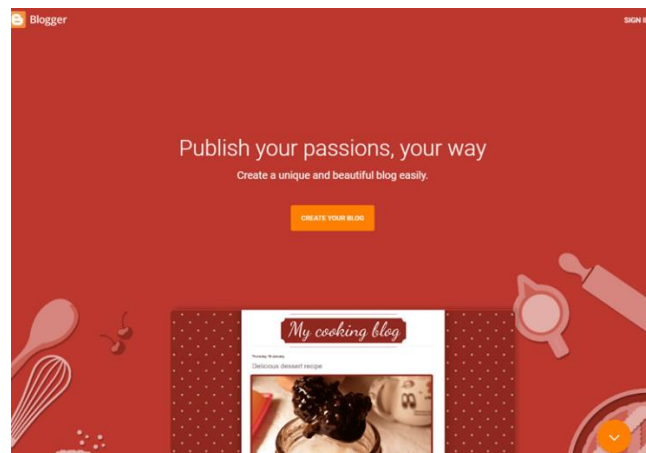 Blogger
SIGN I
Publish your passions, your way
Create a unique and beautiful blog easily.
CREATE YOUR BLOG
My cooking blog
Delicious dessert recipe